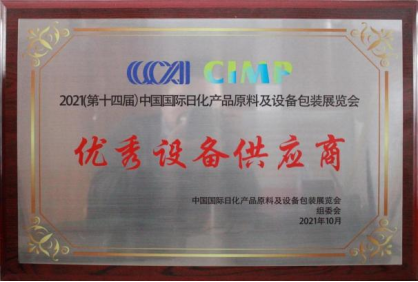 CCZAI CIMP
2021(第十四届)中国国际日化产品原料及设备包装展览会
优秀设备供应商
中国国际日化产品原料及设备包装展览会
组委会
2021年10月